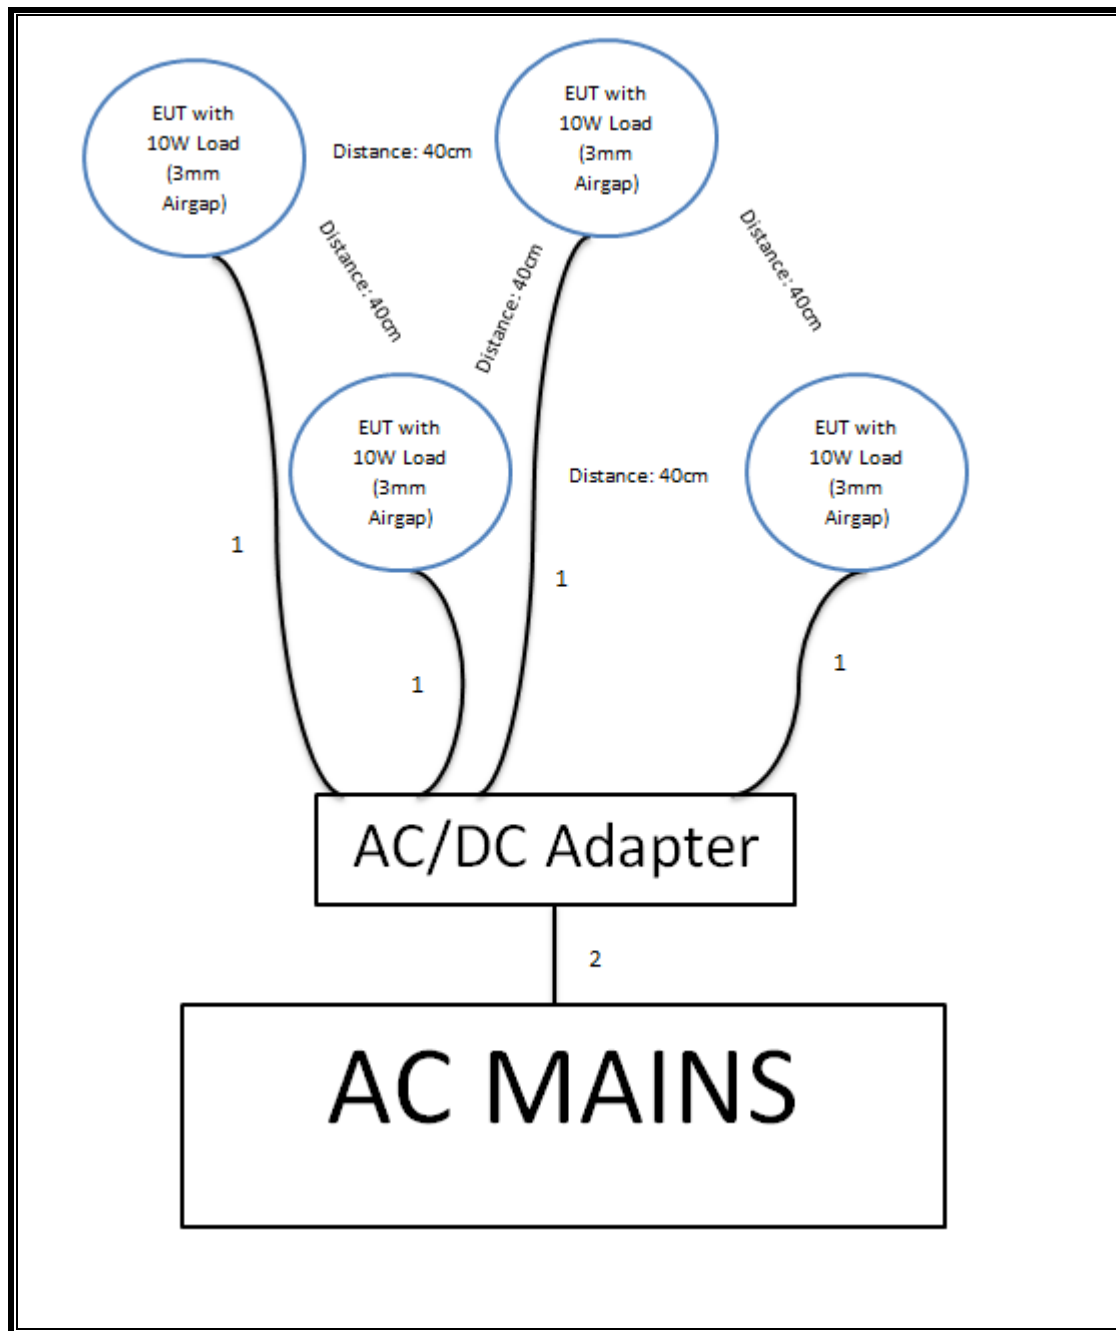 EUT with
10W Load
(3mm
Airgap)
Distance: 40cm
EUT with
10W Load
(3mm
Airgap)
Distance: 40cm
Distance: 40cm
Distance: 40cm
EUT with
10W Load
(3mm
Airgap)
Distance: 40cm
EUT with
10W Load
(3mm
Airgap)
1
1
1
1
AC/DC Adapter
2
AC MAINS